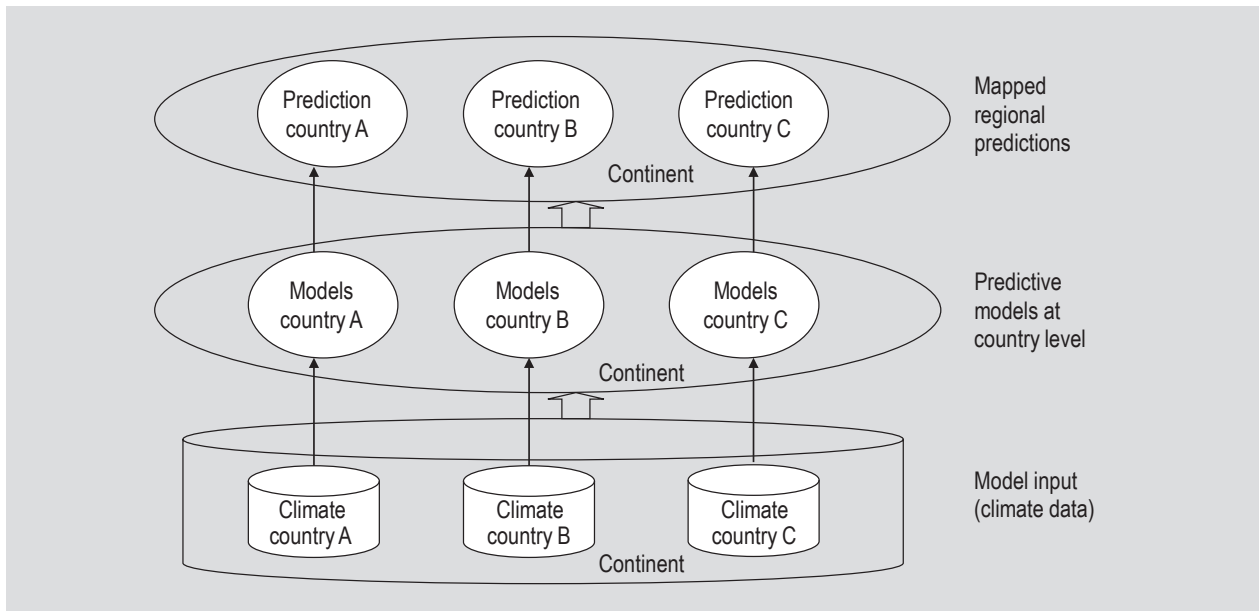 Prediction
country A
Prediction
country B
Prediction
country C
Continent
Mapped
regional
predictions
Models
country A
Models
country B
Models
country C
Continent
Predictive
models at
country level
Climate
country A
Climate
country B
Climate
country C
Continent
Model input
(climate data)